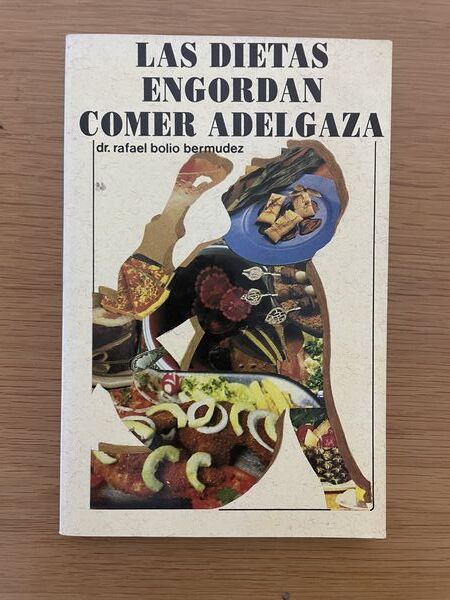 LAS DIETAS
ENGORDAN
COMER ADELGAZA
dr. rafael bolio bermudez